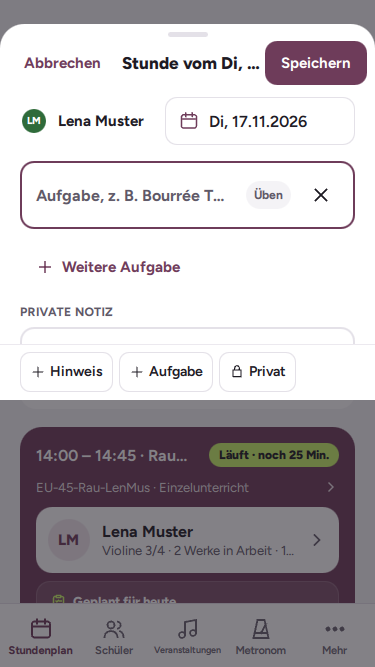 Abbrechen
Stunde vom Di, ...
Speichern
LM
Lena Muster
Di, 17.11.2026
Aufgabe, z. B. Bourrée T...
Üben
Weitere Aufgabe
PRIVATE NOTIZ
Hinweis
Aufgabe
Privat
14:00 – 14:45 · Rau...
Läuft · noch 25 Min.
EU-45-Rau-LenMus · Einzelunterricht
LM
Lena Muster
Violine 3/4 · 2 Werke in Arbeit · 1...
Geplant für heute
Stundenplan
Schüler
Veranstaltungen
Metronom
Mehr